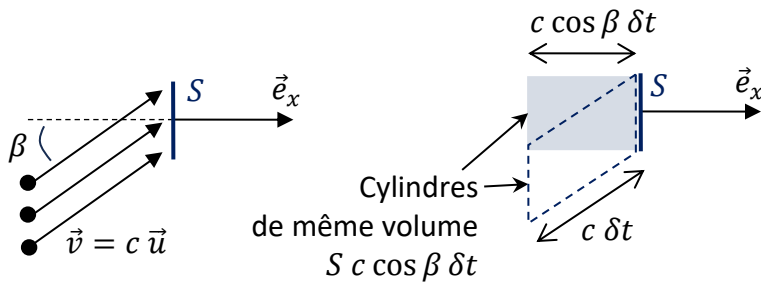 S
e⃗ₓ
β
v⃗ = c u⃗
c cos β δt
S
e⃗ₓ
Cylindres
de même volume
S c cos β δt
c δt